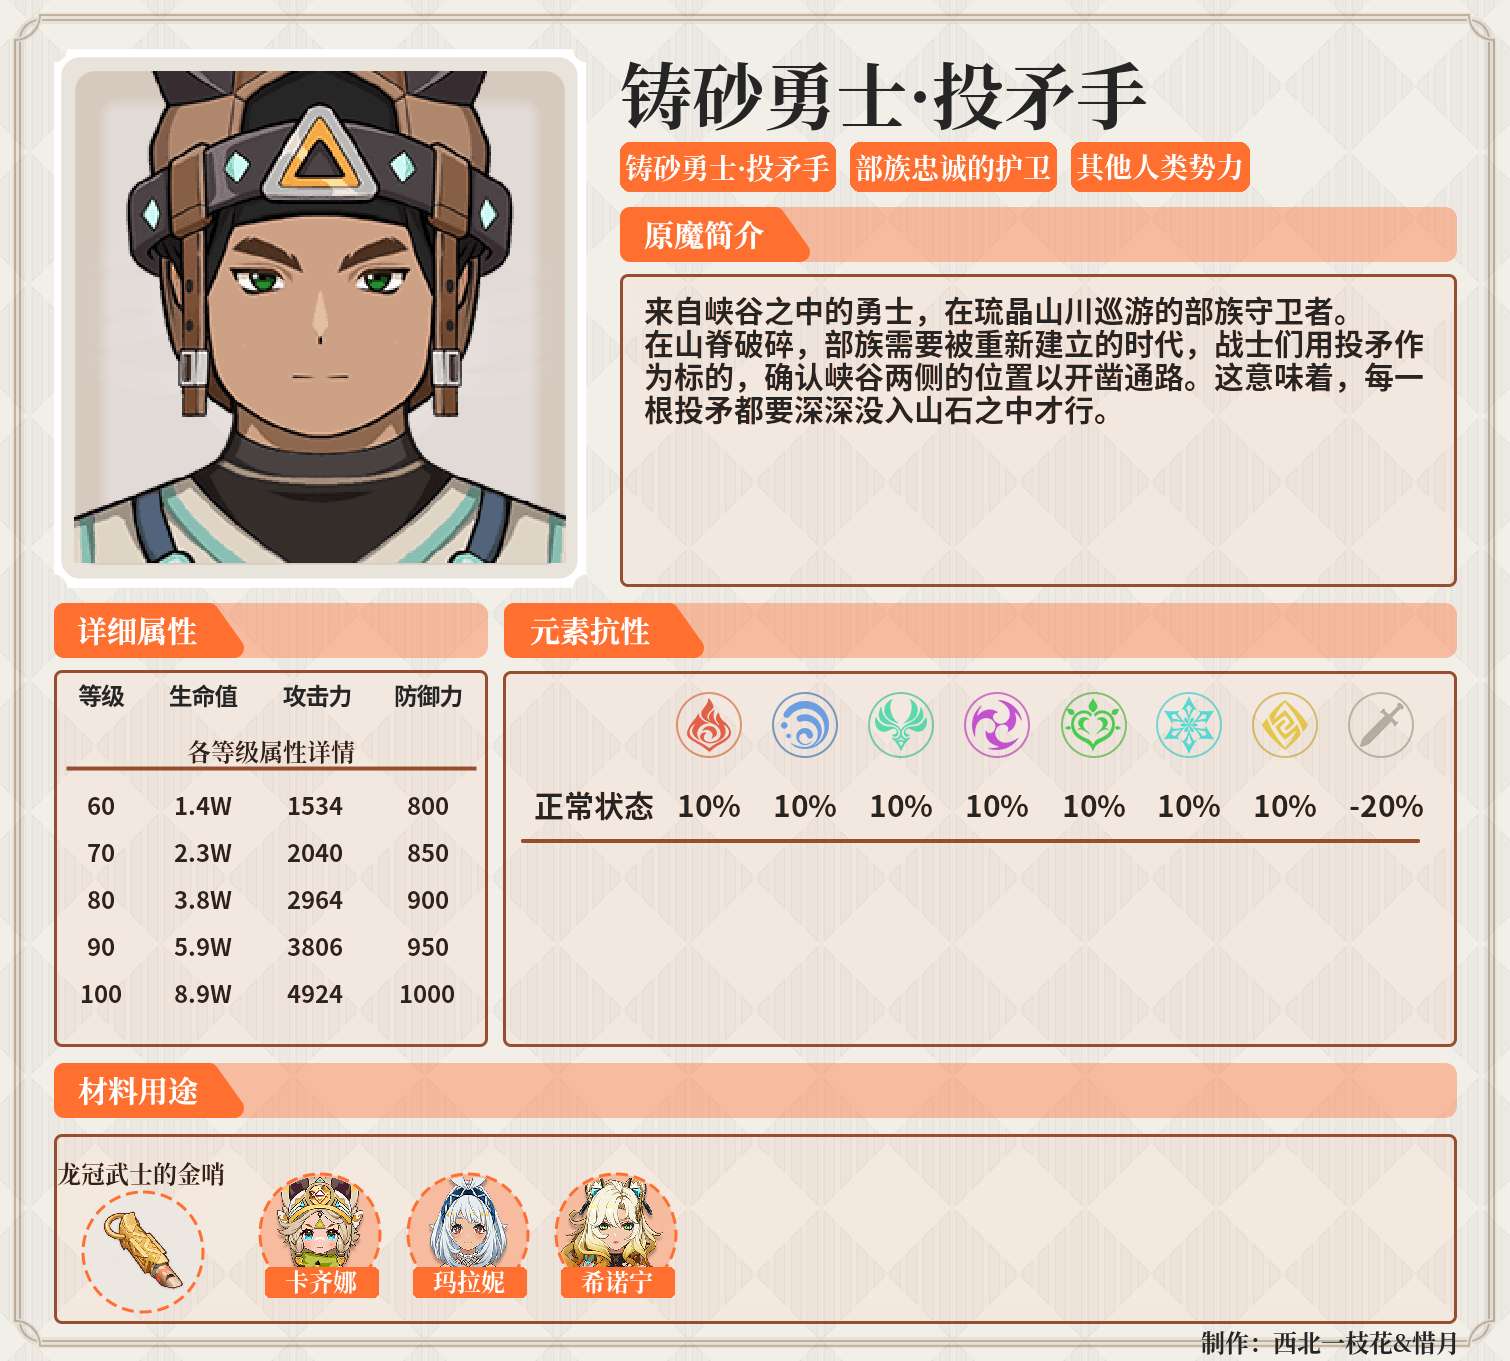 铸砂勇士·投矛手
铸砂勇士·投矛手 部族忠诚的护卫 其他人类势力
原魔简介
来自峡谷之中的勇士，在琉晶山川巡游的部族守卫者。
在山脊破碎，部族需要被重新建立的时代，战士们用投矛作
为标的，确认峡谷两侧的位置以开凿通路。这意味着，每一
根投矛都要深深没入山石之中才行。
详细属性
等级 生命值 攻击力 防御力
各等级属性详情
60 1.4W 1534 800
70 2.3W 2040 850
80 3.8W 2964 900
90 5.9W 3806 950
100 8.9W 4924 1000
元素抗性
正常状态 10% 10% 10% 10% 10% 10% 10% -20%
材料用途
龙冠武士的金哨
卡齐娜 玛拉妮 希诺宁
制作：西北一枝花&惜月